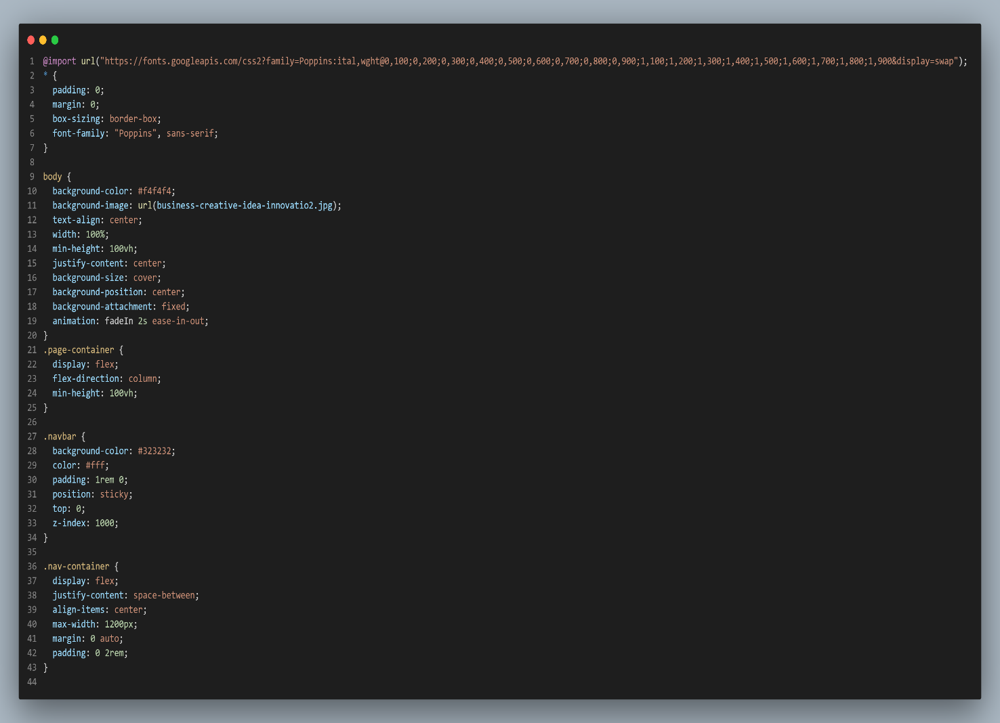 1 @import url("https://fonts.googleapis.com/css2?family=Poppins:ital,wght@0,100;0,200;0,300;0,400;0,500;0,600;0,700;0,800;0,900;1,100;1,200;1,300;1,400;1,500;1,600;1,700;1,800;1,900&display=swap");
2 * {
3   padding: 0;
4   margin: 0;
5   box-sizing: border-box;
6   font-family: "Poppins", sans-serif;
7 }
8
9 body {
10   background-color: #f4f4f4;
11   background-image: url(business-creative-idea-innovatio2.jpg);
12   text-align: center;
13   width: 100%;
14   min-height: 100vh;
15   justify-content: center;
16   background-size: cover;
17   background-position: center;
18   background-attachment: fixed;
19   animation: fadeIn 2s ease-in-out;
20 }
21 .page-container {
22   display: flex;
23   flex-direction: column;
24   min-height: 100vh;
25 }
26
27 .navbar {
28   background-color: #323232;
29   color: #fff;
30   padding: 1rem 0;
31   position: sticky;
32   top: 0;
33   z-index: 1000;
34 }
35
36 .nav-container {
37   display: flex;
38   justify-content: space-between;
39   align-items: center;
40   max-width: 1200px;
41   margin: 0 auto;
42   padding: 0 2rem;
43 }
44